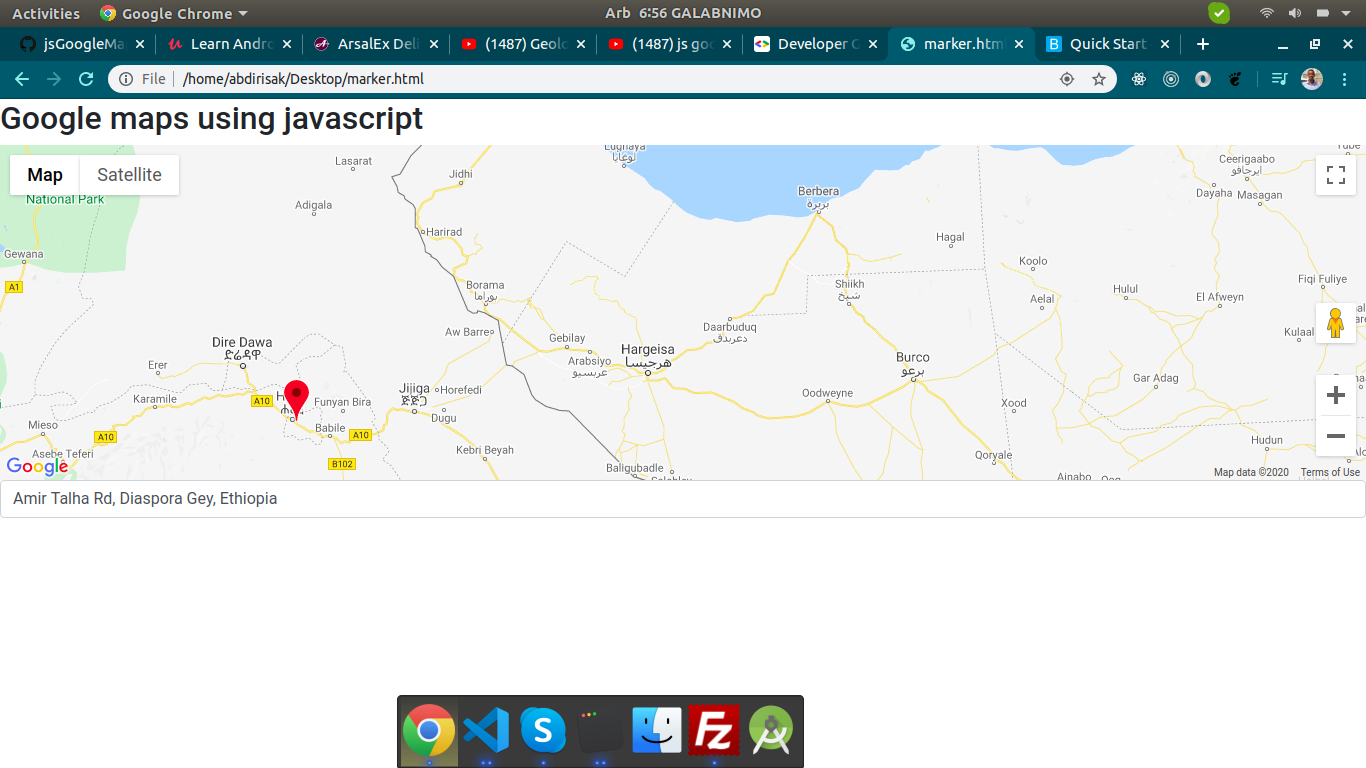 Activities Google Chrome Arb 6:56 GALABNIMO
jsGoogleMa Learn Andro ArsalEx Deli (1487) Geolo (1487) js goo Developer C marker.html Quick Start
File /home/abdirisak/Desktop/marker.html
Google maps using javascript
Map Satellite
National Park
Lasarat
Jidhi
Lughaya
لوغايا
Berbera
بربرة
Ceerigaabo
Dayaha Masagan
Adigala
Harirad
Hagal
Gewana
A1
Koolo
Borama
بوراما
Shiikh
شيخ
Aelal
Hulul
El Afweyn
Fiqi Fuliye
Aw Barre
Gebilay
Daarbuduq
دعربدق
Kulaal
Dire Dawa
ድሬዳዋ
Hargeisa
هرجيسا
Arabsiyo
عربسيو
Burco
برعو
Erer
Karamile
A10
Funyan Bira
Jijiga
ጅጅጋ
Horefedi
Dugu
Oodweyne
Xood
Gar Adag
Mieso
A10
Babile
A10
Asebe Teferi
B102
Kebri Beyah
Baligubadle
Qoryale
Hudun
Ainabo
Google
Map data ©2020 Terms of Use
Amir Talha Rd, Diaspora Gey, Ethiopia
S
Fz